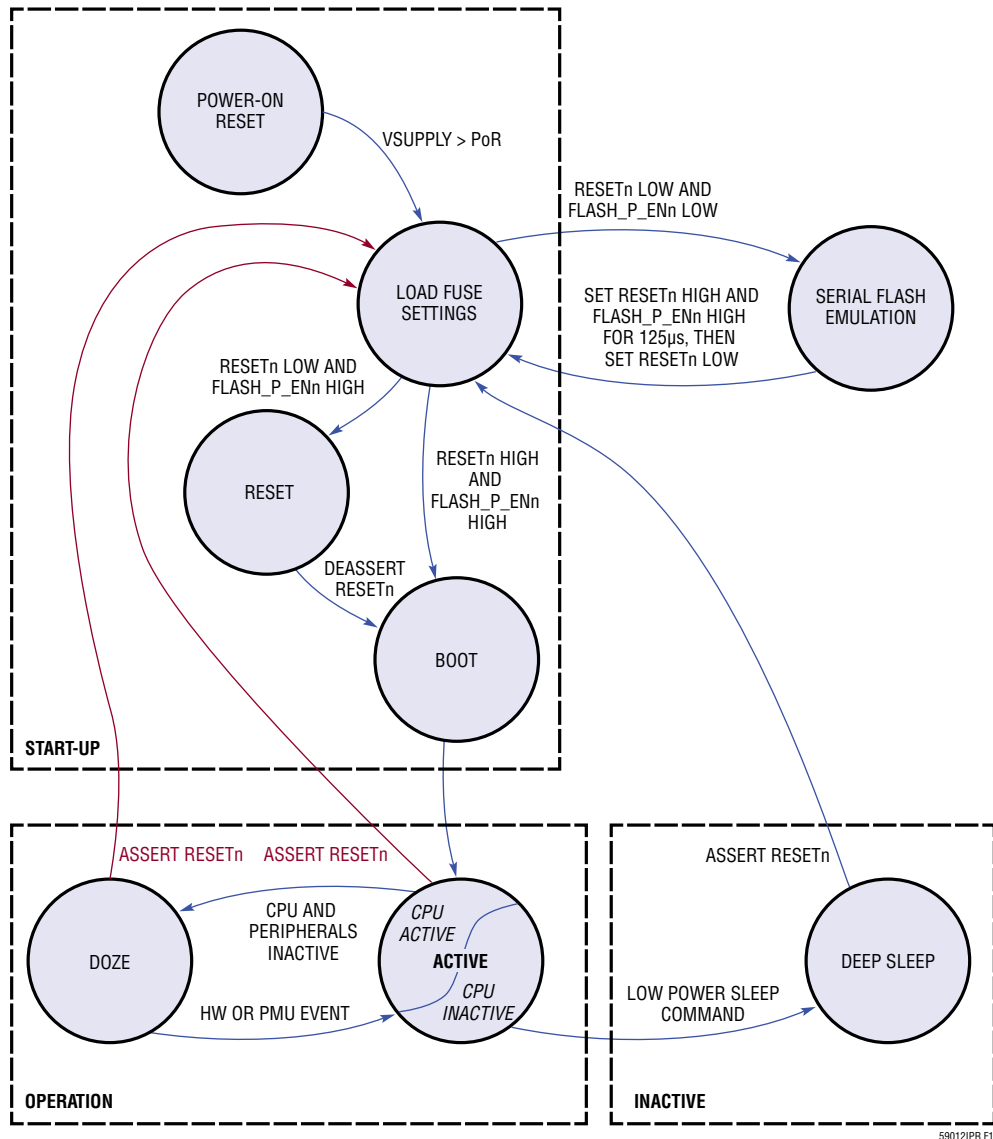 POWER-ON
RESET
VSUPPLY > PoR
RESETn LOW AND
FLASH_P_ENn LOW
LOAD FUSE
SETTINGS
SET RESETn HIGH AND
FLASH_P_ENn HIGH
FOR 125µs, THEN
SET RESETn LOW
SERIAL FLASH
EMULATION
RESETn LOW AND
FLASH_P_ENn HIGH
RESET
RESETn HIGH
AND
FLASH_P_ENn
HIGH
DEASSERT
RESETn
BOOT
START-UP
ASSERT RESETn
ASSERT RESETn
ASSERT RESETn
CPU AND
PERIPHERALS
INACTIVE
CPU
ACTIVE
ACTIVE
CPU
INACTIVE
DOZE
HW OR PMU EVENT
LOW POWER SLEEP
COMMAND
DEEP SLEEP
OPERATION
INACTIVE
59012IPR F1